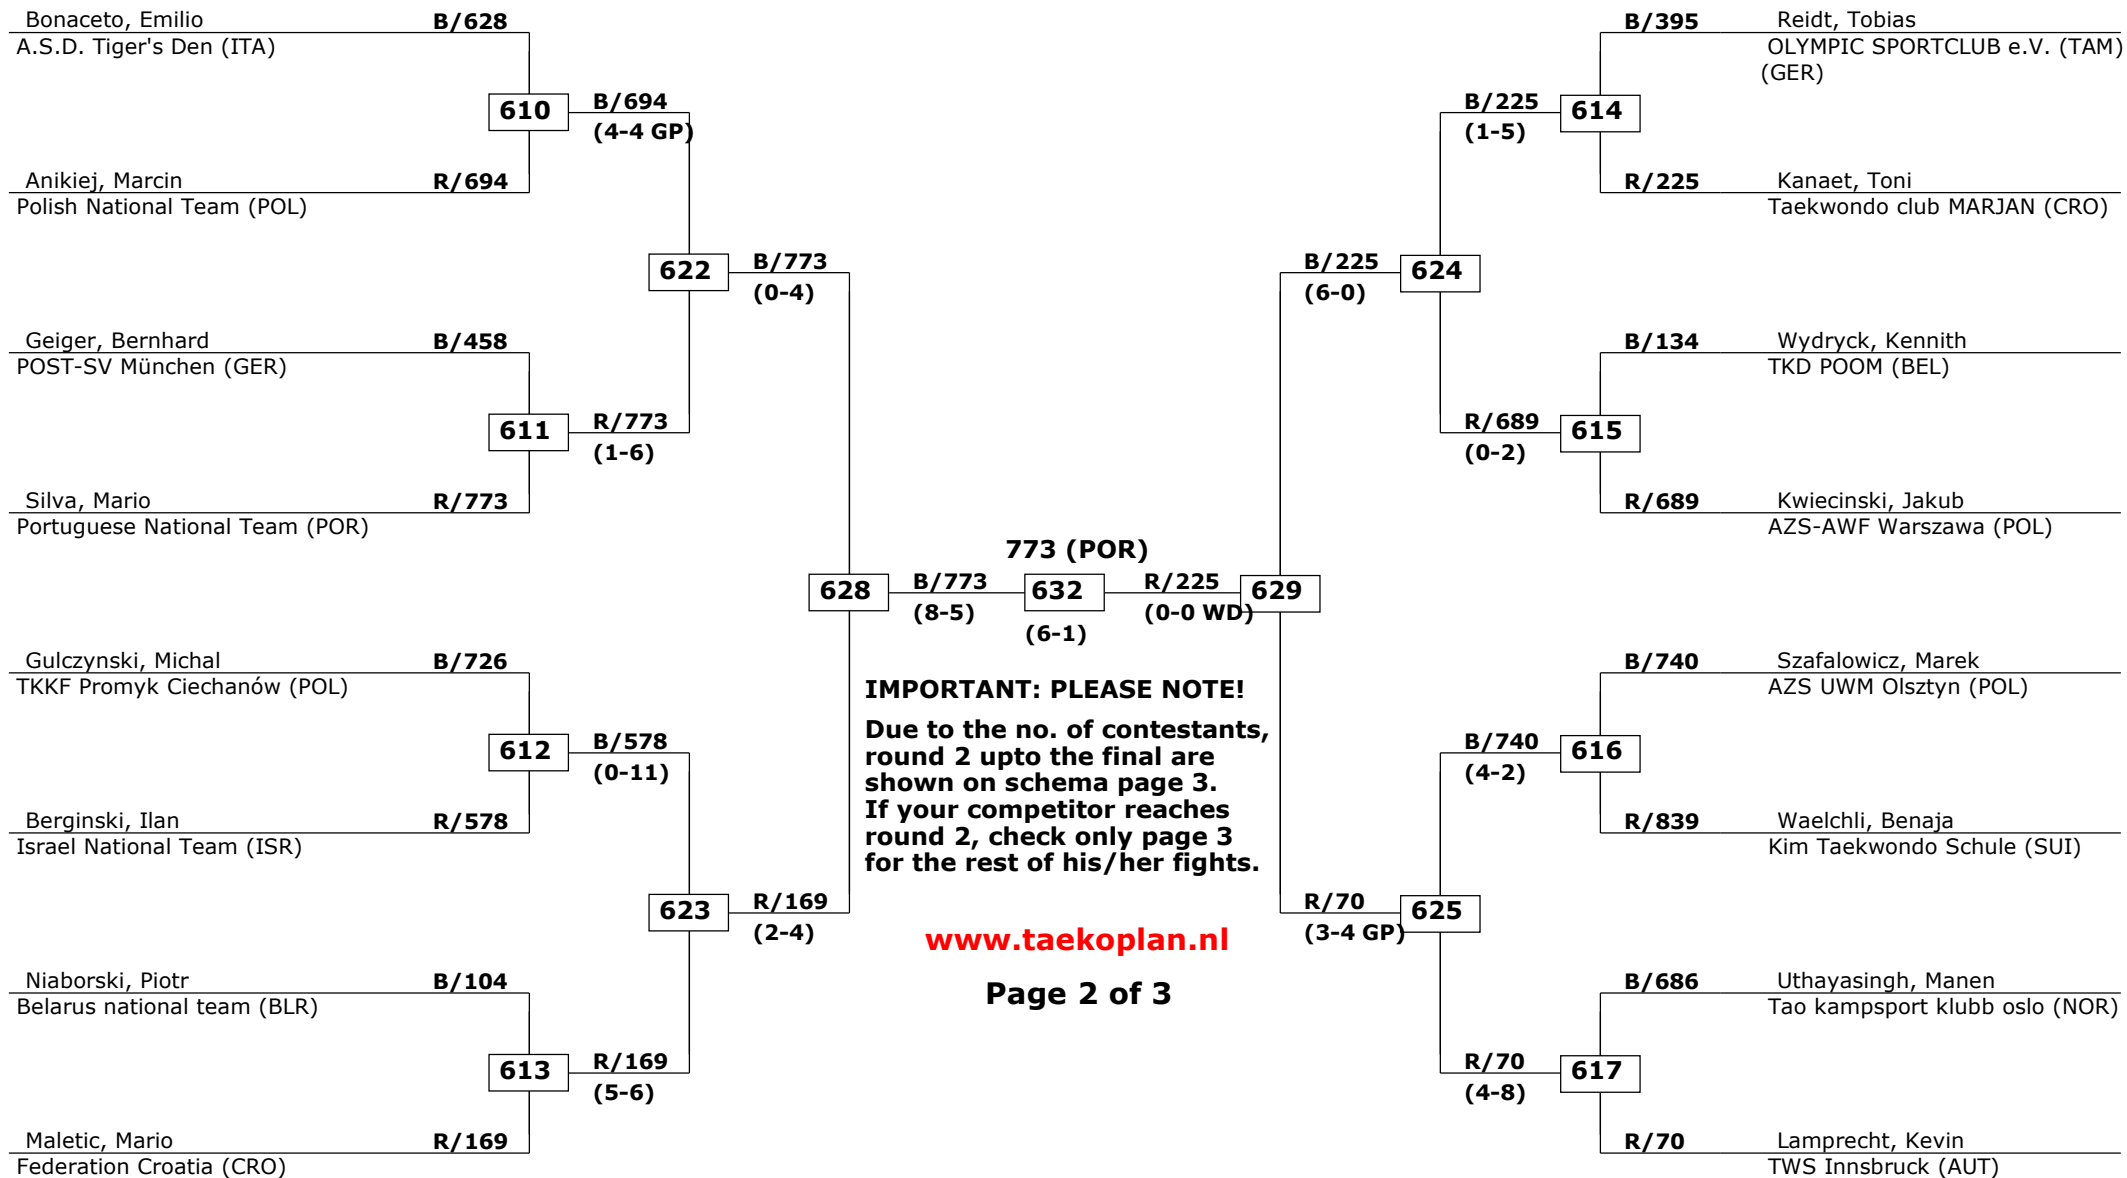 Bonaceto, Emilio B/628
A.S.D. Tiger's Den (ITA)
610 B/694
(4-4 GP)
Anikiej, Marcin R/694
Polish National Team (POL)
622 B/773
(0-4)
Geiger, Bernhard B/458
POST-SV München (GER)
611 R/773
(1-6)
Silva, Mario R/773
Portuguese National Team (POR)
628 B/773
(8-5)
Gulczynski, Michal B/726
TKKF Promyk Ciechanów (POL)
612 B/578
(0-11)
Berginski, Ilan R/578
Israel National Team (ISR)
623 R/169
(2-4)
Niaborski, Piotr B/104
Belarus national team (BLR)
613 R/169
(5-6)
Maletic, Mario R/169
Federation Croatia (CRO)
773 (POR)
632
(6-1)
IMPORTANT: PLEASE NOTE!
Due to the no. of contestants,
round 2 upto the final are
shown on schema page 3.
If your competitor reaches
round 2, check only page 3
for the rest of his/her fights.
www.taekoplan.nl
Page 2 of 3
B/395 Reidt, Tobias
OLYMPIC SPORTCLUB e.V. (TAM)
(GER)
B/225 614
(1-5)
R/225 Kanaet, Toni
Taekwondo club MARJAN (CRO)
B/225 624
(6-0)
B/134 Wydryck, Kennith
TKD POOM (BEL)
R/689 615
(0-2)
R/689 Kwiecinski, Jakub
AZS-AWF Warszawa (POL)
R/225 629
(0-0 WD)
B/740 Szafalowicz, Marek
AZS UWM Olsztyn (POL)
B/740 616
(4-2)
R/839 Waelchli, Benaja
Kim Taekwondo Schule (SUI)
R/70 625
(3-4 GP)
B/686 Uthayasingh, Manen
Tao kampsport klubb oslo (NOR)
R/70 617
(4-8)
R/70 Lamprecht, Kevin
TWS Innsbruck (AUT)